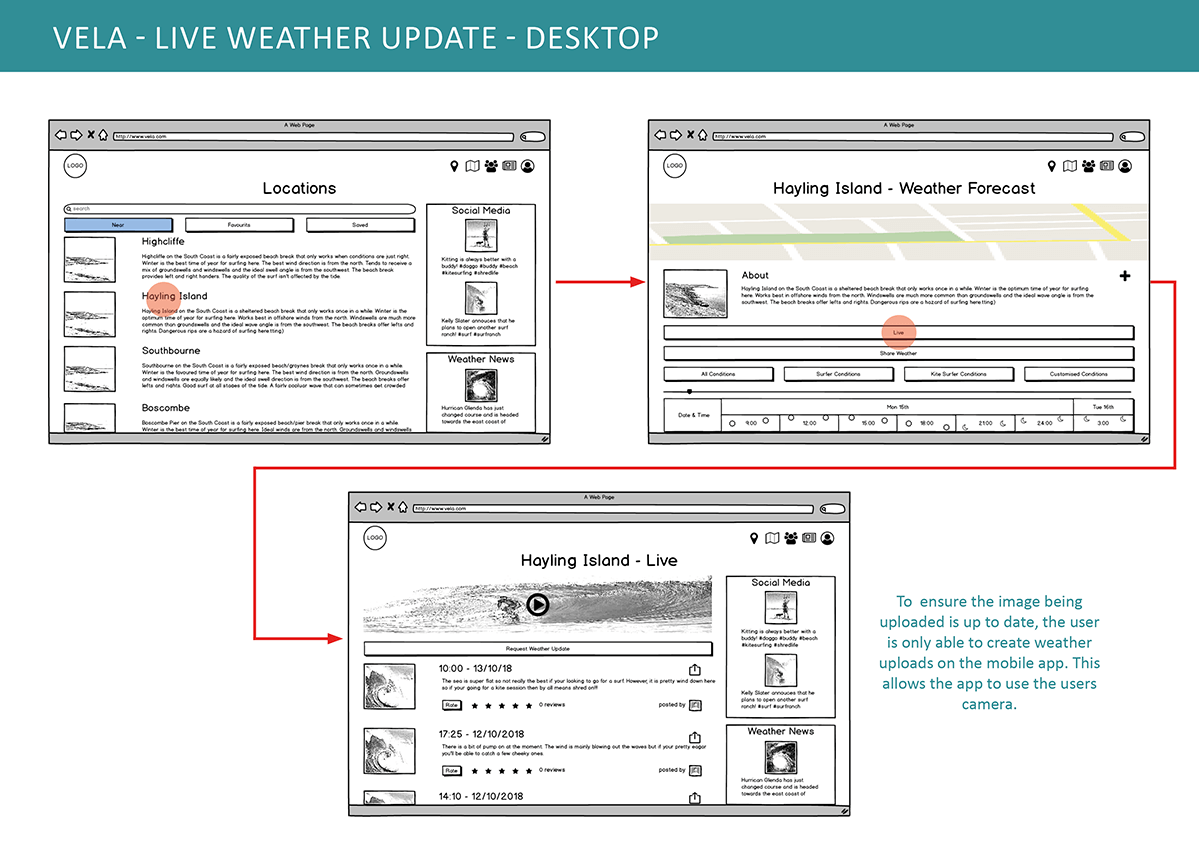 VELA - LIVE WEATHER UPDATE - DESKTOP
A Web Page
http://www.vela.com
LOGO
Locations
search
Near
Favourits
Saved
Highcliffe
Highcliffe on the South Coast is a fairly exposed beach break that only works when conditions are just right.
Winter is the best time of year for surfing here. The best wind direction is from the north. Tends to receive a
mix of groundswells and windswells and the ideal swell angle is from the southwest. The beach break
provides left and right handers. The quality of the surf isn't affected by the tide.
Hayling Island
Hayling Island on the South Coast is a sheltered beach break that only works once in a while. Winter is the
optimum time of year for surfing here. Works best in offshore winds from the north. Windswells are much more
common than groundswells and the ideal wave angle is from the southwest. The beach breaks offer lefts and
rights. Dangerous rips are a hazard of surfing here.tting)
Southbourne
Southbourne on the South Coast is a fairly exposed beach/groynes break that only works once in a while.
Winter is the favoured time of year for surfing here. The best wind direction is from the north. Groundswells
and windswells are equally likely and the ideal swell direction is from the southwest. The beach breaks offer
lefts and rights. Good surf at all stages of the tide. A fairly popluar wave that can sometimes get crowded
Boscombe
Boscombe Pier on the South Coast is a fairly exposed beach/pier break that only works once in a while.
Winter is the best time of year for surfing here. Ideal winds are from the north. Groundswells and windswells
Social Media
Kitting is always better with a
buddy! #doggo #buddy #beach
#kitesurfing #shredlife
Kelly Slater annouces that he
plans to open another surf
ranch! #surf #surfranch
Weather News
Hurrican Glenda has just
changed course and is headed
towards the east coast of
A Web Page
http://www.vela.com
LOGO
Hayling Island - Weather Forecast
About
Hayling Island on the South Coast is a sheltered beach break that only works once in a while. Winter is the optimum time of year for surfing
here. Works best in offshore winds from the north. Windswells are much more common than groundswells and the ideal wave angle is from the
southwest. The beach breaks offer lefts and rights. Dangerous rips are a hazard of surfing here.tting)
Live
Share Weather
All Conditions
Surfer Conditions
Kite Surfer Conditions
Customised Conditions
Date & Time
Mon 15th
Tue 16th
9:00
12:00
15:00
18:00
21:00
24:00
3:00
A Web Page
http://www.vela.com
LOGO
Hayling Island - Live
Request Weather Update
10:00 - 13/10/18
The sea is super flat so not really the best if your looking to go for a surf. However, it is pretty wind down here
so if your going for a kite session then by all means shred on!!!
Rate
0 reviews
posted by
17:25 - 12/10/2018
There is a bit of pump on at the moment. The wind is mainly blowing out the waves but if your pretty eager
you'll be able to catch a few cheeky ones.
Rate
0 reviews
posted by
14:10 - 12/10/2018
Social Media
Kitting is always better with a
buddy! #doggo #buddy #beach
#kitesurfing #shredlife
Kelly Slater annouces that he
plans to open another surf
ranch! #surf #surfranch
Weather News
Hurrican Glenda has just
changed course and is headed
towards the east coast of
To ensure the image being
uploaded is up to date, the user
is only able to create weather
uploads on the mobile app. This
allows the app to use the users
camera.